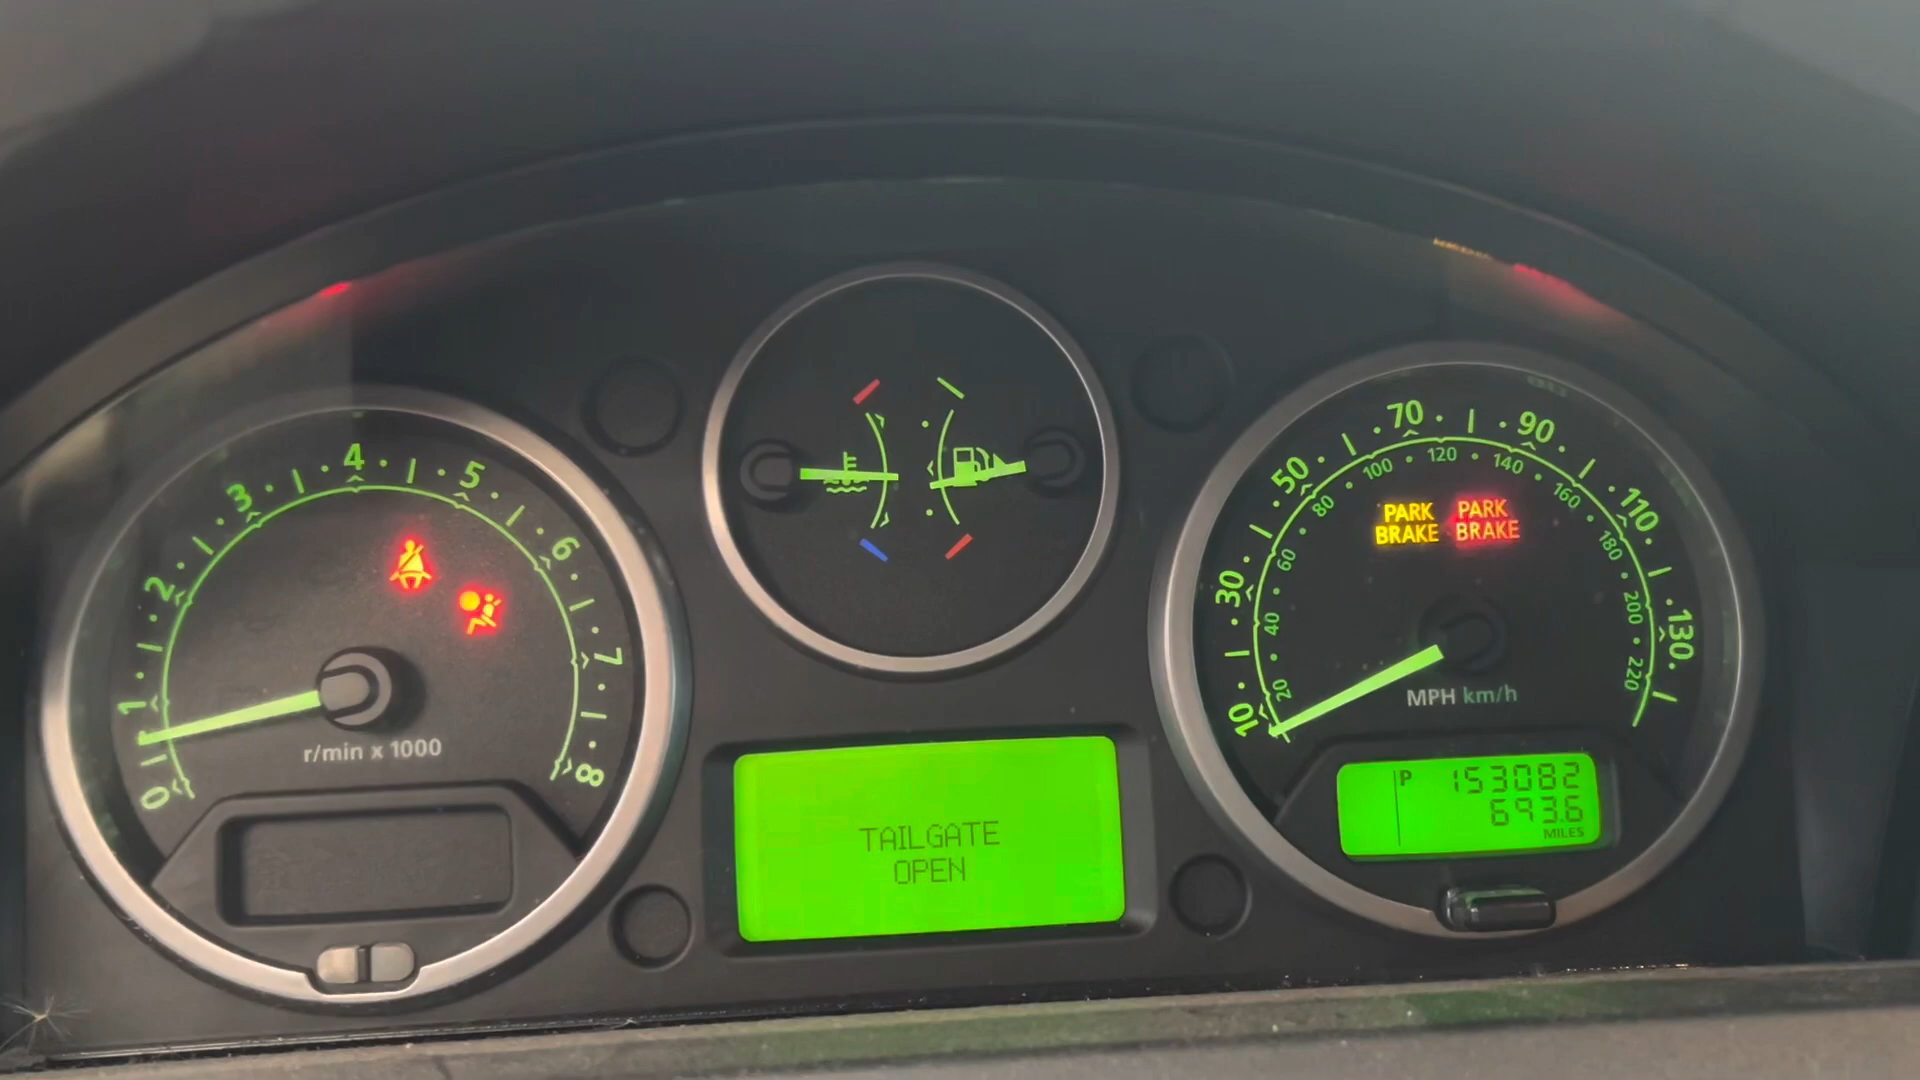 0 1 2 3 4 5 6 7 8
r/min x 1000
TAILGATE
OPEN
10 30 50 70 90 110 130
20 40 60 80 100 120 140 160 180 200 220
PARK PARK
BRAKE BRAKE
MPH km/h
P 153082
693.6
MILES